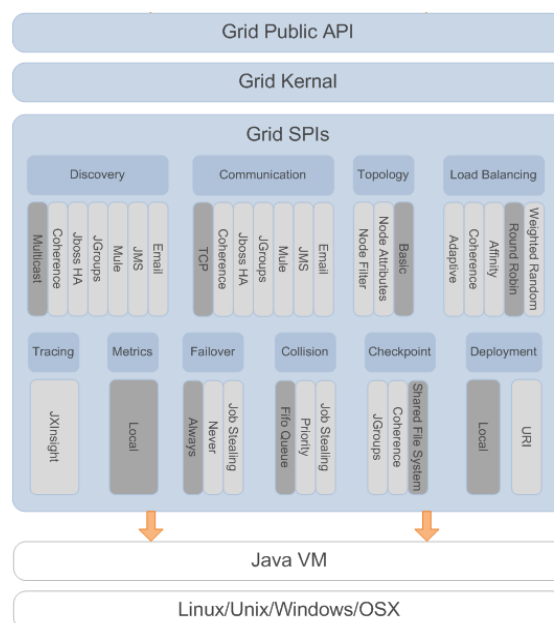 Grid Public API
Grid Kernal
Grid SPIs
Discovery
Communication
Topology
Load Balancing
Multicast
Coherence
Jboss HA
JGroups
Mule
JMS
Email
TCP
Coherence
Jboss HA
JGroups
Mule
JMS
Email
Node Filter
Node Attributes
Basic
Adaptive
Coherence
Affinity
Round Robin
Weighted Random
Tracing
Metrics
Failover
Collision
Checkpoint
Deployment
JXInsight
Local
Always
Never
Job Stealing
Fifo Queue
Priority
Job Stealing
JGroups
Coherence
Shared File System
Local
URI
Java VM
Linux/Unix/Windows/OSX